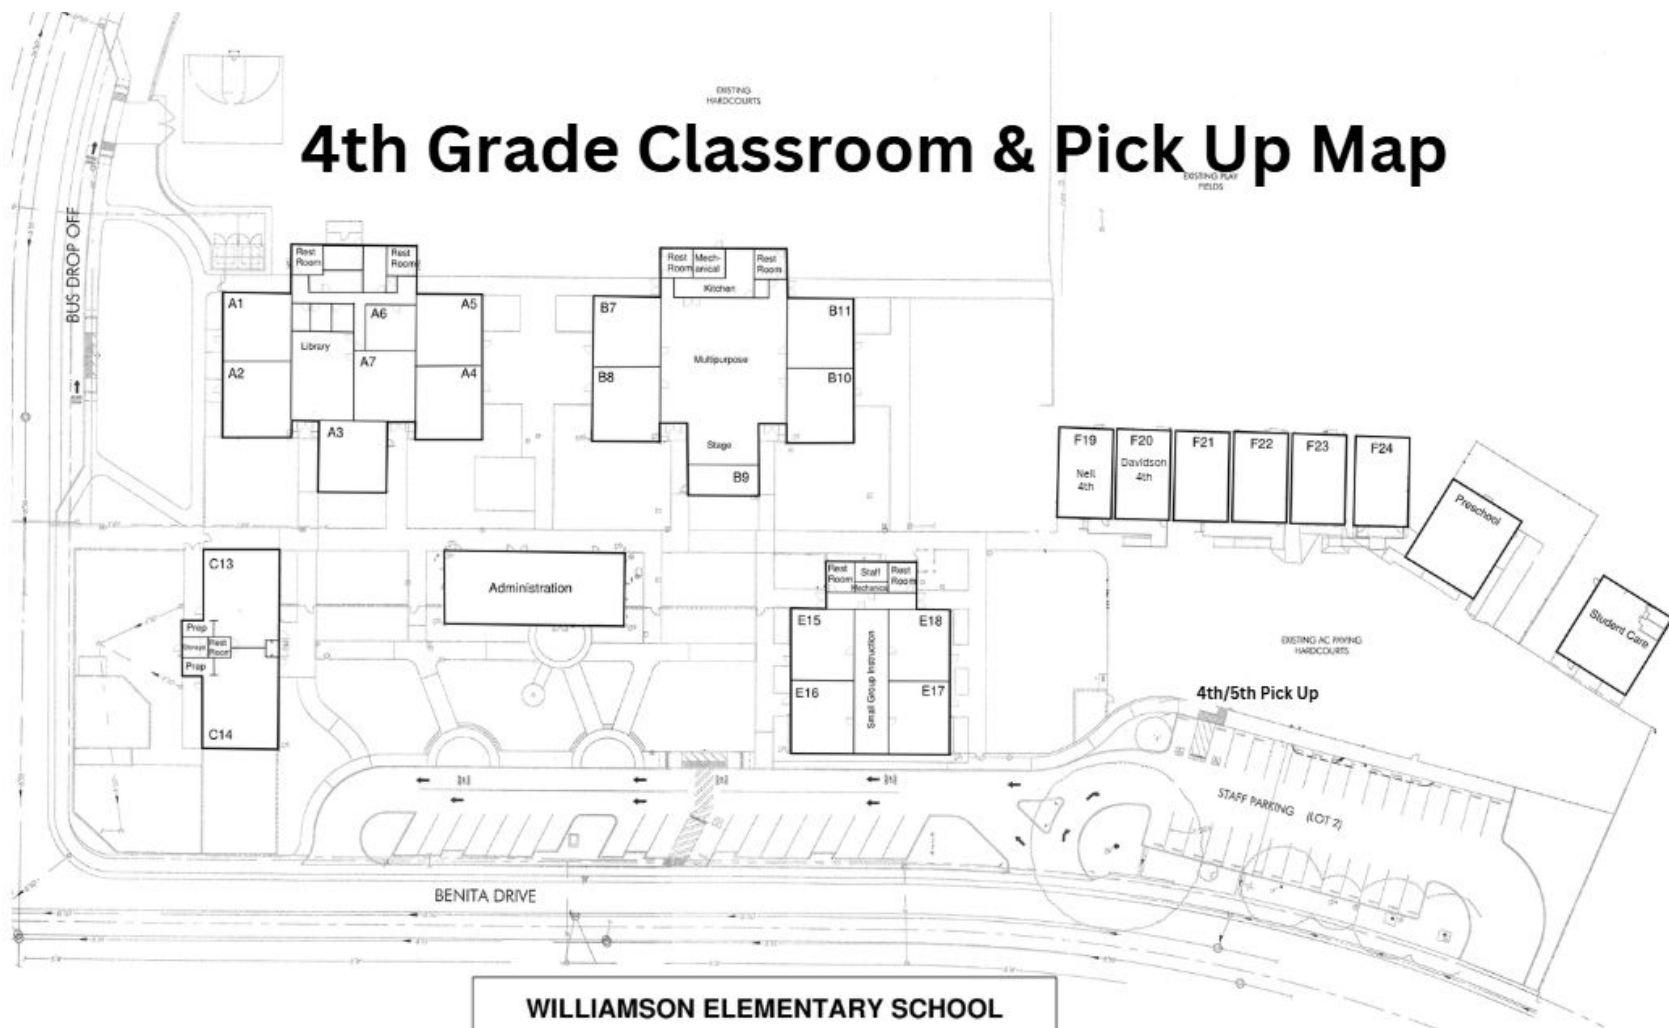 EXISTING
HARDCOURTS
4th Grade Classroom & Pick Up Map
EXISTING PLAY
FIELDS
BUS DROP OFF
Rest
Room
Rest
Room
A1
A2
Library
A6
A7
A5
A4
A3
Rest
Room
Mech-
anical
Rest
Room
Kitchen
B7
B8
Multipurpose
B11
B10
Stage
B9
F19
Nell
4th
F20
Davidson
4th
F21
F22
F23
F24
Preschool
Student Care
C13
Prep
Storage
Rest
Room
Prep
C14
Administration
Rest
Room
Staff
Mechanical
Rest
Room
E15
E18
E16
E17
Small Group Instruction
EXISTING AC PAVING
HARDCOURTS
4th/5th Pick Up
STAFF PARKING (LOT 2)
BENITA DRIVE
WILLIAMSON ELEMENTARY SCHOOL